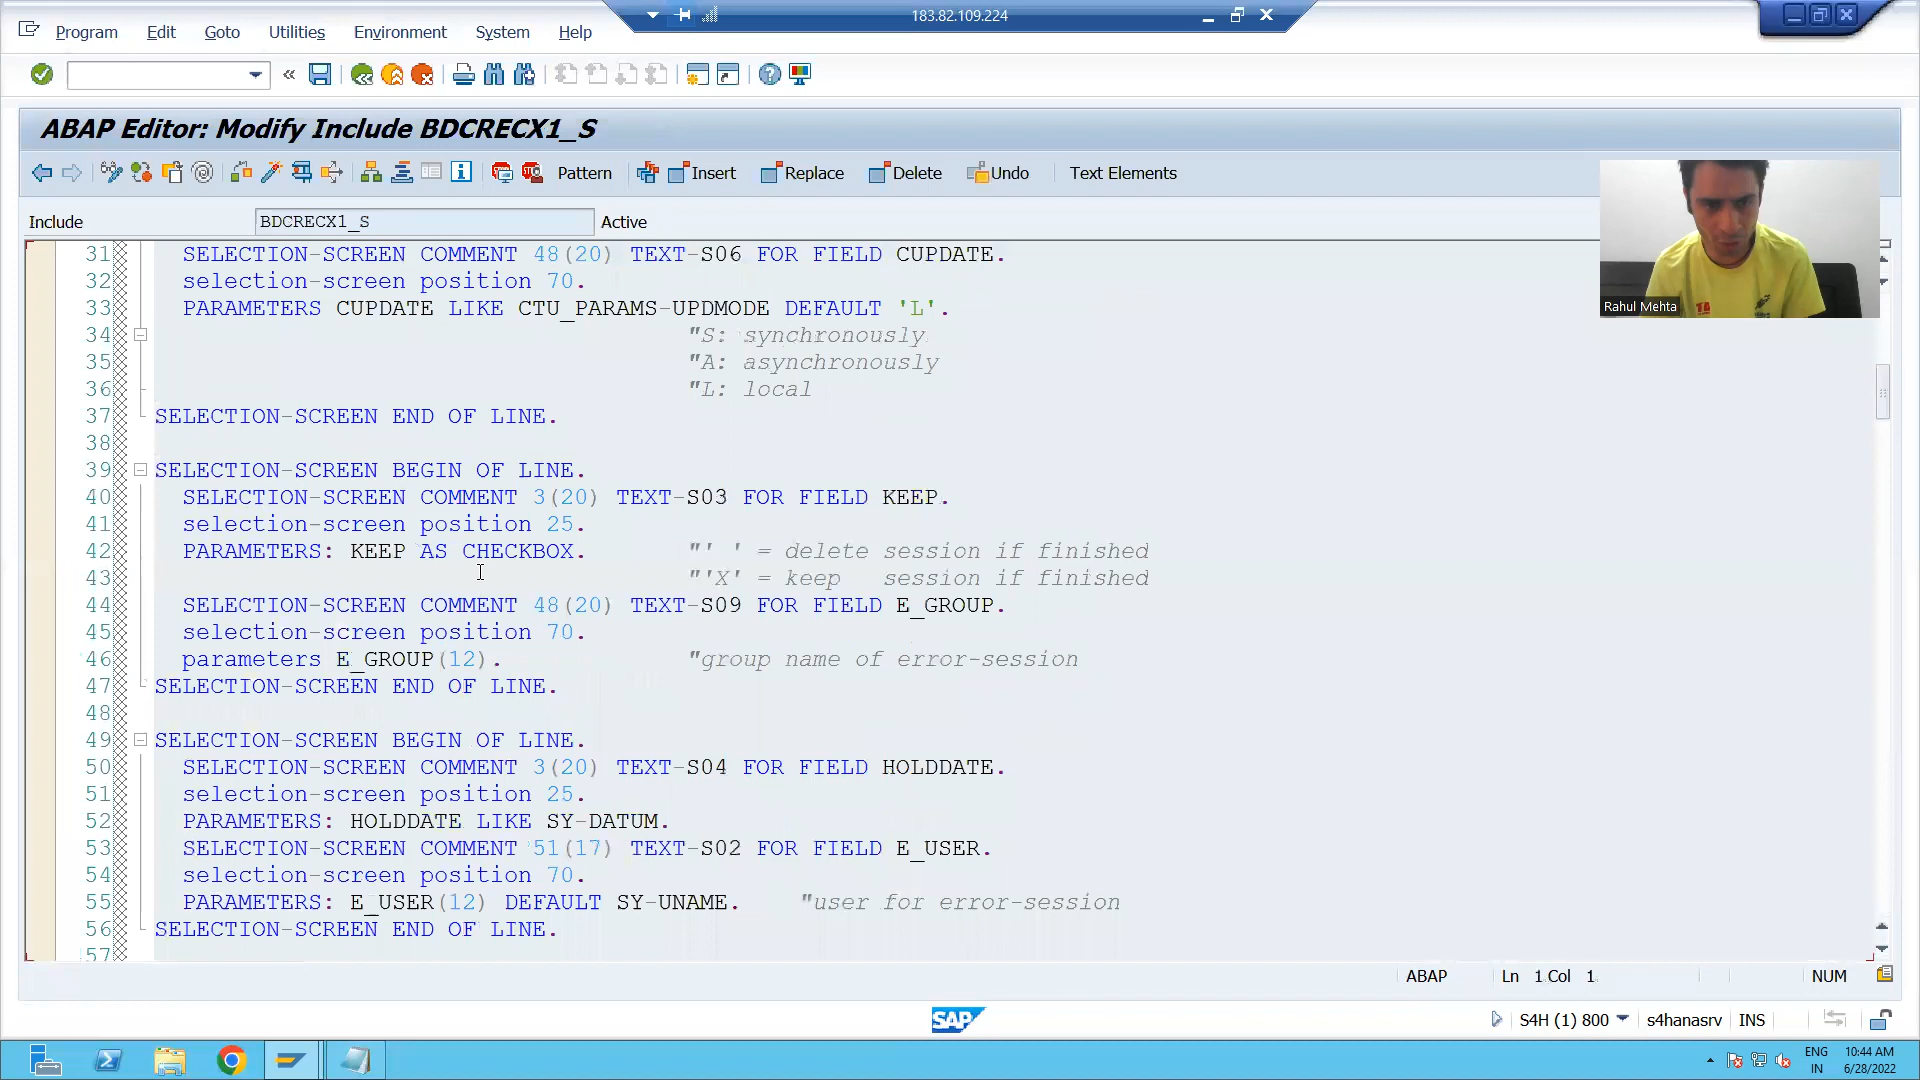 183.82.109.224
Program Edit Goto Utilities Environment System Help
ABAP Editor: Modify Include BDCRECX1_S
Pattern Insert Replace Delete Undo Text Elements
Include BDCRECX1_S Active
31 SELECTION-SCREEN COMMENT 48(20) TEXT-S06 FOR FIELD CUPDATE.
32 selection-screen position 70.
33 PARAMETERS CUPDATE LIKE CTU_PARAMS-UPDMODE DEFAULT 'L'.
34 "S: synchronously
35 "A: asynchronously
36 "L: local
37 SELECTION-SCREEN END OF LINE.
38
39 SELECTION-SCREEN BEGIN OF LINE.
40 SELECTION-SCREEN COMMENT 3(20) TEXT-S03 FOR FIELD KEEP.
41 selection-screen position 25.
42 PARAMETERS: KEEP AS CHECKBOX. "' ' = delete session if finished
43 "'X' = keep session if finished
44 SELECTION-SCREEN COMMENT 48(20) TEXT-S09 FOR FIELD E_GROUP.
45 selection-screen position 70.
46 parameters E_GROUP(12). "group name of error-session
47 SELECTION-SCREEN END OF LINE.
48
49 SELECTION-SCREEN BEGIN OF LINE.
50 SELECTION-SCREEN COMMENT 3(20) TEXT-S04 FOR FIELD HOLDDATE.
51 selection-screen position 25.
52 PARAMETERS: HOLDDATE LIKE SY-DATUM.
53 SELECTION-SCREEN COMMENT 51(17) TEXT-S02 FOR FIELD E_USER.
54 selection-screen position 70.
55 PARAMETERS: E_USER(12) DEFAULT SY-UNAME. "user for error-session
56 SELECTION-SCREEN END OF LINE.
57
Rahul Mehta
ABAP Ln 1 Col 1 NUM
SAP S4H (1) 800 s4hanasrv INS
ENG 10:44 AM
IN 6/28/2022